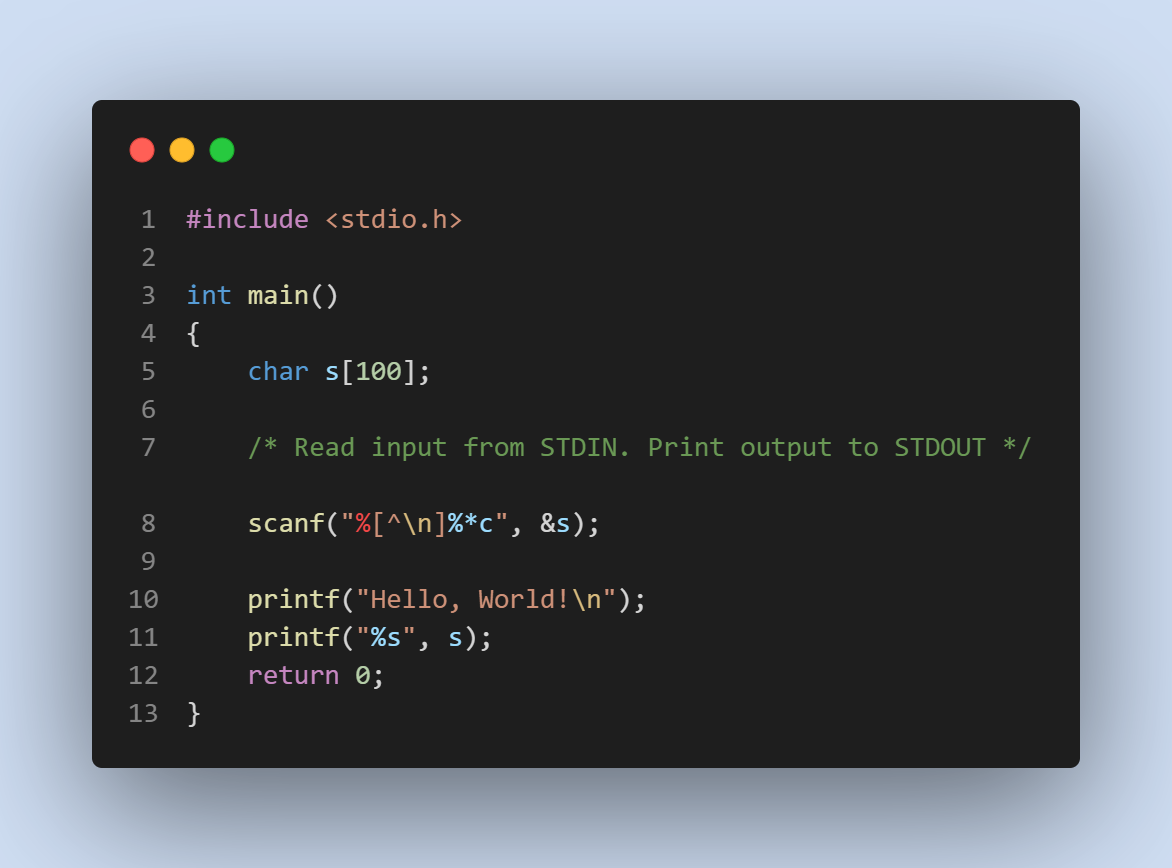 1 #include <stdio.h>
2
3 int main()
4 {
5     char s[100];
6
7     /* Read input from STDIN. Print output to STDOUT */
8     scanf("%[^\n]%*c", &s);
9
10     printf("Hello, World!\n");
11     printf("%s", s);
12     return 0;
13 }